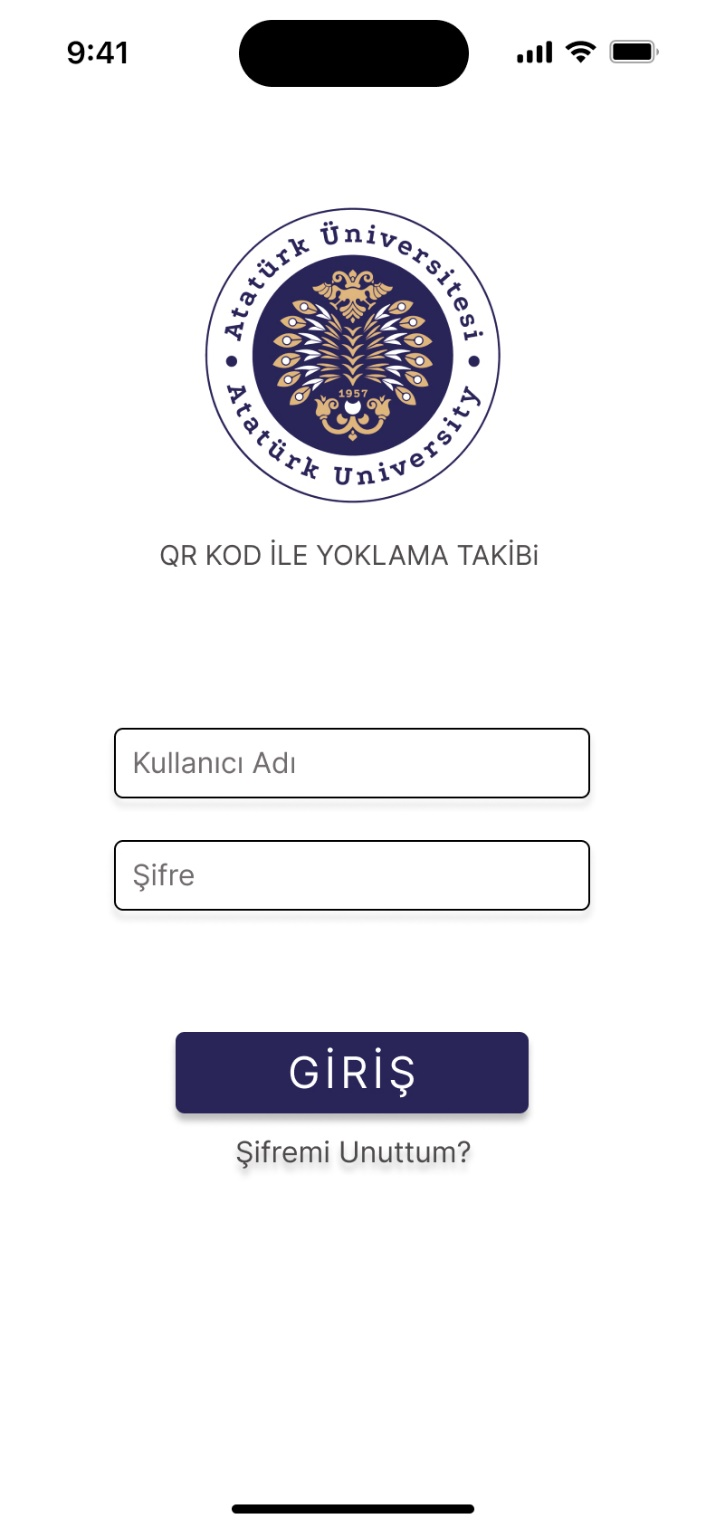 9:41
Atatürk Üniversitesi
1957
Atatürk University
QR KOD İLE YOKLAMA TAKİBi
Kullanıcı Adı
Şifre
GİRİŞ
Şifremi Unuttum?